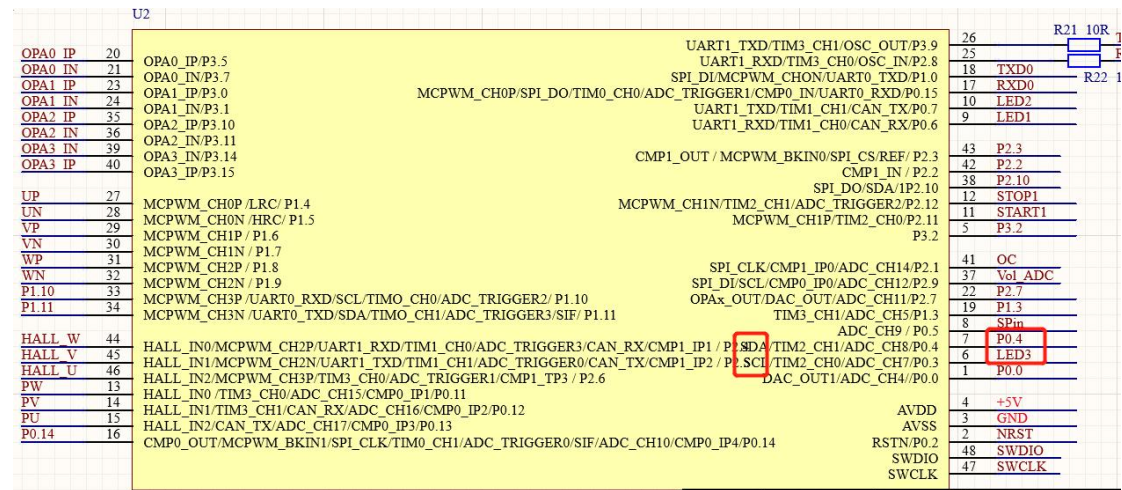 U2
OPA0_IP 20 OPA0_IP/P3.5
OPA0_IN 21 OPA0_IN/P3.7
OPA1_IP 23 OPA1_IP/P3.0
OPA1_IN 24 OPA1_IN/P3.1
OPA2_IP 35 OPA2_IP/P3.10
OPA2_IN 36 OPA2_IN/P3.11
OPA3_IN 39 OPA3_IN/P3.14
OPA3_IP 40 OPA3_IP/P3.15
UP 27 MCPWM_CH0P /LRC/ P1.4
UN 28 MCPWM_CH0N /HRC/ P1.5
VP 29 MCPWM_CH1P / P1.6
VN 30 MCPWM_CH1N / P1.7
WP 31 MCPWM_CH2P / P1.8
WN 32 MCPWM_CH2N / P1.9
P1.10 33 MCPWM_CH3P /UART0_RXD/SCL/TIMO_CH0/ADC_TRIGGER2/ P1.10
P1.11 34 MCPWM_CH3N /UART0_TXD/SDA/TIMO_CH1/ADC_TRIGGER3/SIF/ P1.11
HALL_W 44 HALL_IN0/MCPWM_CH2P/UART1_RXD/TIM1_CH0/ADC_TRIGGER3/CAN_RX/CMP1_IP1 /
HALL_V 45 HALL_IN1/MCPWM_CH2N/UART1_TXD/TIM1_CH1/ADC_TRIGGER0/CAN_TX/CMP1_IP2 /
HALL_U 46 HALL_IN2/MCPWM_CH3P/TIM3_CH0/ADC_TRIGGER1/CMP1_TP3 / P2.6
PW 13 HALL_IN0 /TIM3_CH0/ADC_CH15/CMP0_IP1/P0.11
PV 14 HALL_IN1/TIM3_CH1/CAN_RX/ADC_CH16/CMP0_IP2/P0.12
PU 15 HALL_IN2/CAN_TX/ADC_CH17/CMP0_IP3/P0.13
P0.14 16 CMP0_OUT/MCPWM_BKIN1/SPI_CLK/TIM0_CH1/ADC_TRIGGER0/SIF/ADC_CH10/CMP0_IP4/P0.14
UART1_TXD/TIM3_CH1/OSC_OUT/P3.9 26 R21 10R
UART1_RXD/TIM3_CH0/OSC_IN/P2.8 25 R22
SPI_DI/MCPWM_CHON/UART0_TXD/P1.0 18 TXD0
MCPWM_CH0P/SPI_DO/TIM0_CH0/ADC_TRIGGER1/CMP0_IN/UART0_RXD/P0.15 17 RXD0
UART1_TXD/TIM1_CH1/CAN_TX/P0.7 10 LED2
UART1_RXD/TIM1_CH0/CAN_RX/P0.6 9 LED1
CMP1_OUT / MCPWM_BKIN0/SPI_CS/REF/ P2.3 43 P2.3
CMP1_IN / P2.2 42 P2.2
SPI_DO/SDA/1P2.10 38 P2.10
MCPWM_CH1N/TIM2_CH1/ADC_TRIGGER2/P2.12 12 STOP1
MCPWM_CH1P/TIM2_CH0/P2.11 11 START1
P3.2 5 P3.2
SPI_CLK/CMP1_IP0/ADC_CH14/P2.1 41 OC
SPI_DI/SCL/CMP0_IP0/ADC_CH12/P2.9 37 Vol_ADC
OPAx_OUT/DAC_OUT/ADC_CH11/P2.7 22 P2.7
TIM3_CH1/ADC_CH5/P1.3 19 P1.3
ADC_CH9 / P0.5 8 SPin
SDA/TIM2_CH1/ADC_CH8/P0.4 7 P0.4
SCL/TIM2_CH0/ADC_CH7/P0.3 6 LED3
DAC_OUT1/ADC_CH4//P0.0 1 P0.0
AVDD 4 +5V
AVSS 3 GND
RSTN/P0.2 2 NRST
SWDIO 48 SWDIO
SWCLK 47 SWCLK